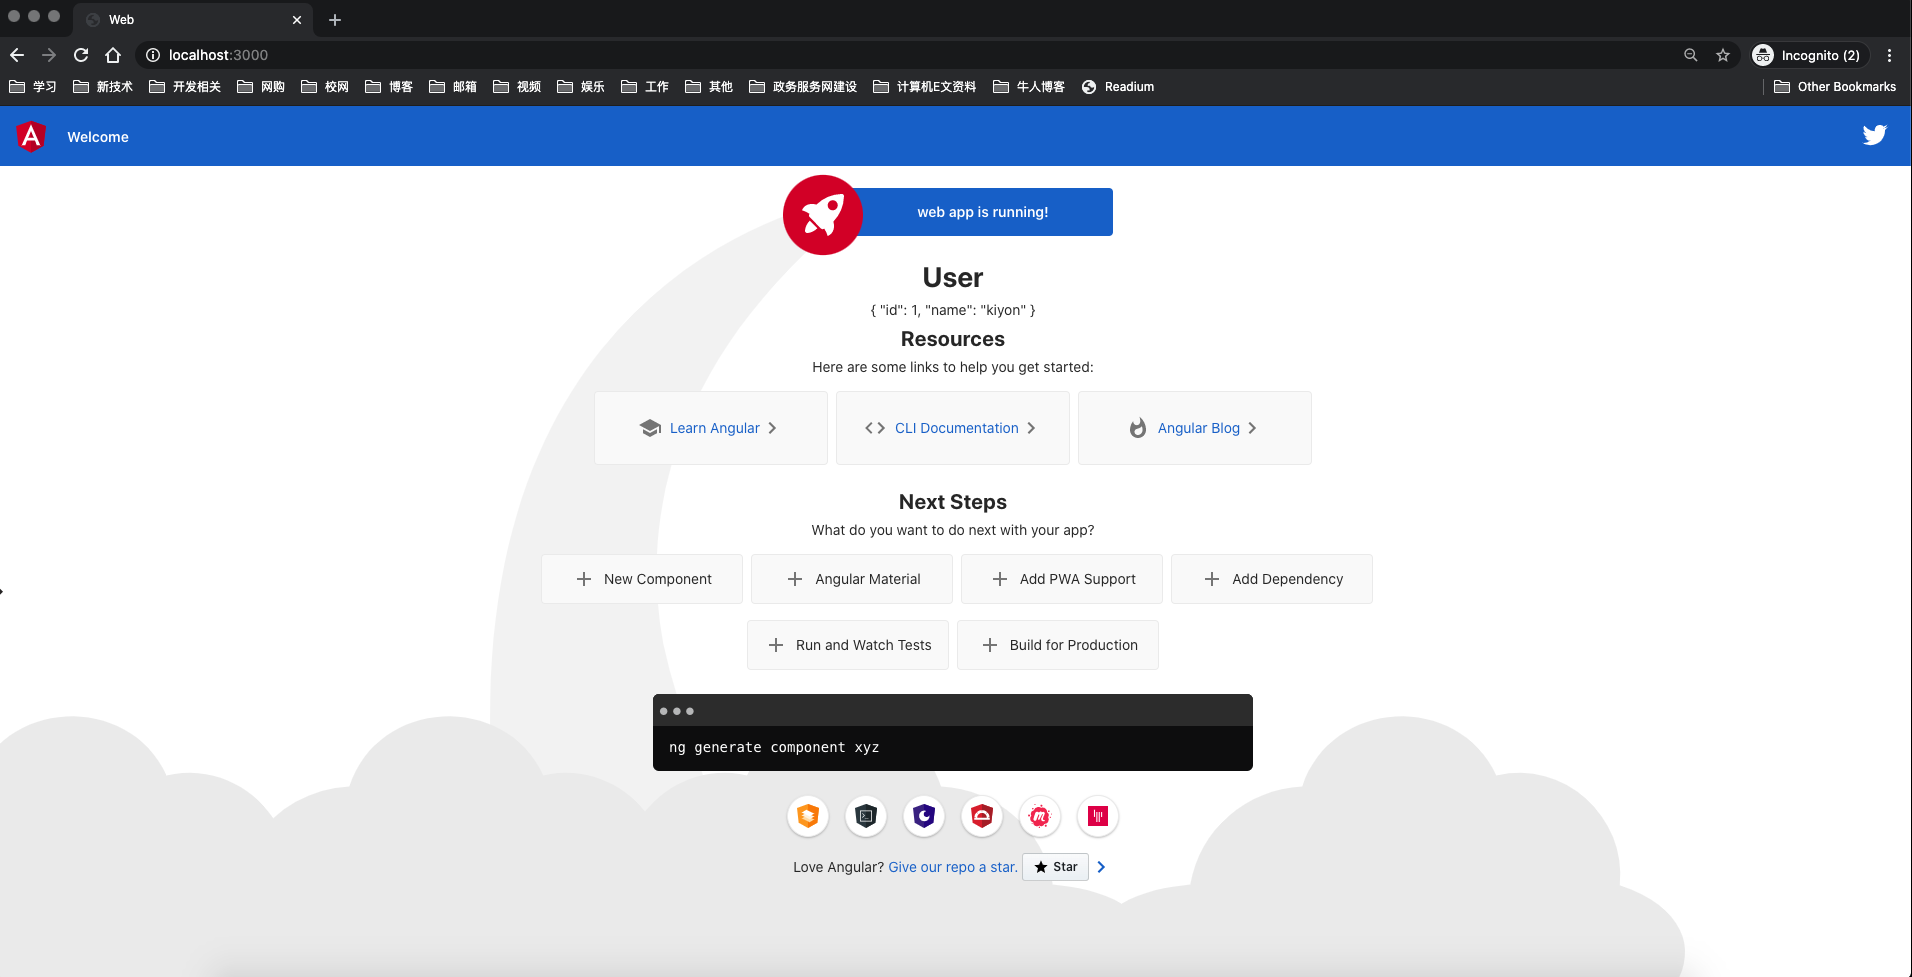 Web
localhost:3000
Incognito (2)
学习 新技术 开发相关 网购 校网 博客 邮箱 视频 娱乐 工作 其他 政务服务网建设 计算机E文资料 牛人博客 Readium Other Bookmarks
Welcome
web app is running!
User
{ "id": 1, "name": "kiyon" }
Resources
Here are some links to help you get started:
Learn Angular CLI Documentation Angular Blog
Next Steps
What do you want to do next with your app?
New Component Angular Material Add PWA Support Add Dependency
Run and Watch Tests Build for Production
ng generate component xyz
Love Angular? Give our repo a star. Star